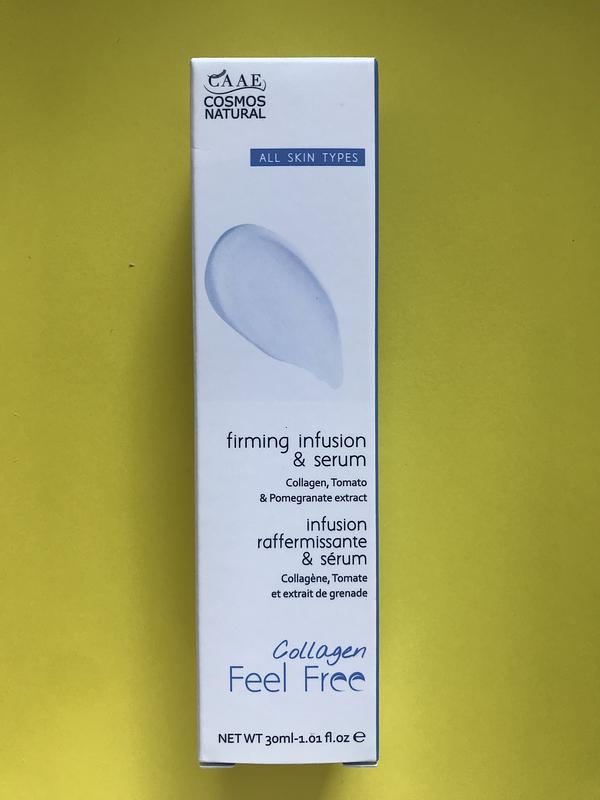 CAAE
COSMOS
NATURAL
ALL SKIN TYPES
firming infusion
& serum
Collagen, Tomato
& Pomegranate extract
infusion
raffermissante
& sérum
Collagène, Tomate
et extrait de grenade
Collagen
Feel Free
NET WT 30ml-1.01 fl.oz ℮